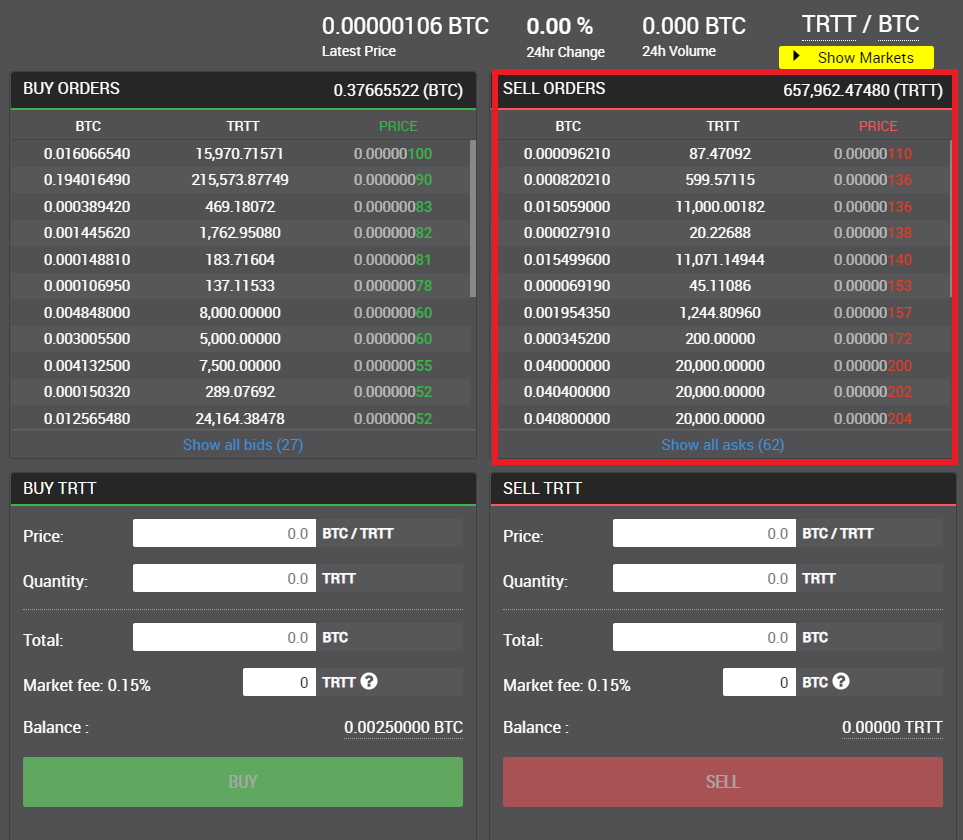 0.00000106 BTC 0.00 % 0.000 BTC TRTT / BTC
Latest Price 24hr Change 24h Volume Show Markets
BUY ORDERS 0.37665522 (BTC)
BTC TRTT PRICE
0.016066540 15,970.71571 0.00000100
0.194016490 215,573.87749 0.00000090
0.000389420 469.18072 0.00000083
0.001445620 1,762.95080 0.00000082
0.000148810 183.71604 0.00000081
0.000106950 137.11533 0.00000078
0.004848000 8,000.00000 0.00000060
0.003005500 5,000.00000 0.00000060
0.004132500 7,500.00000 0.00000055
0.000150320 289.07692 0.00000052
0.012565480 24,164.38478 0.00000052
Show all bids (27)
SELL ORDERS 657,962.47480 (TRTT)
BTC TRTT PRICE
0.000096210 87.47092 0.00000110
0.000820210 599.57115 0.00000136
0.015059000 11,000.00182 0.00000136
0.000027910 20.22688 0.00000138
0.015499600 11,071.14944 0.00000140
0.000069190 45.11086 0.00000153
0.001954350 1,244.80960 0.00000157
0.000345200 200.00000 0.00000172
0.040000000 20,000.00000 0.00000200
0.040400000 20,000.00000 0.00000202
0.040800000 20,000.00000 0.00000204
Show all asks (62)
BUY TRTT
Price: 0.0 BTC / TRTT
Quantity: 0.0 TRTT
Total: 0.0 BTC
Market fee: 0.15% 0 TRTT ?
Balance : 0.00250000 BTC
BUY
SELL TRTT
Price: 0.0 BTC / TRTT
Quantity: 0.0 TRTT
Total: 0.0 BTC
Market fee: 0.15% 0 BTC ?
Balance : 0.00000 TRTT
SELL